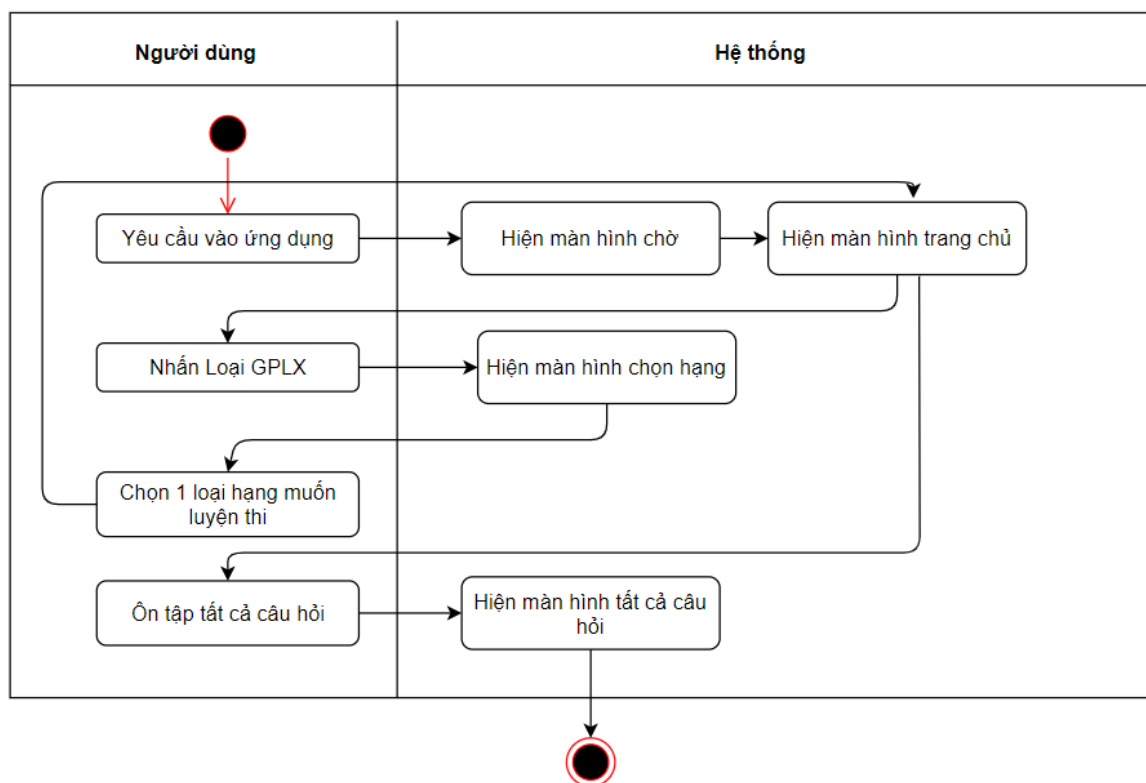 Người dùng
Hệ thống
Yêu cầu vào ứng dụng
Hiện màn hình chờ
Hiện màn hình trang chủ
Nhấn Loại GPLX
Hiện màn hình chọn hạng
Chọn 1 loại hạng muốn
luyện thi
Ôn tập tất cả câu hỏi
Hiện màn hình tất cả câu
hỏi